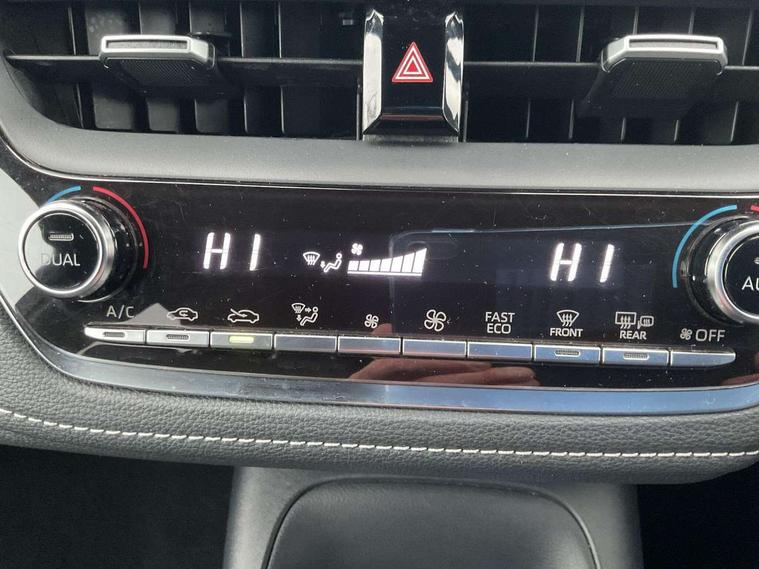 HI HI
DUAL
AU
A/C FAST ECO FRONT REAR OFF